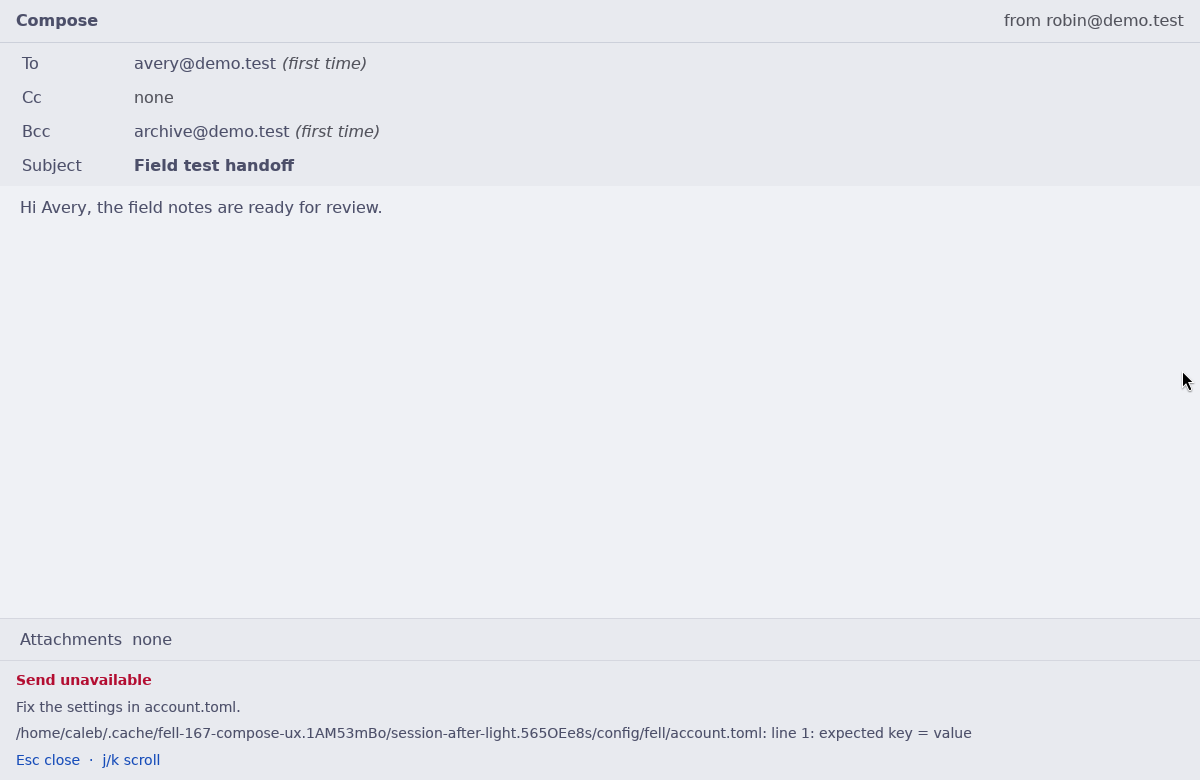 Compose from robin@demo.test
To avery@demo.test (first time)
Cc none
Bcc archive@demo.test (first time)
Subject Field test handoff
Hi Avery, the field notes are ready for review.
Attachments none
Send unavailable
Fix the settings in account.toml.
/home/caleb/.cache/fell-167-compose-ux.1AM53mBo/session-after-light.565OEe8s/config/fell/account.toml: line 1: expected key = value
Esc close · j/k scroll